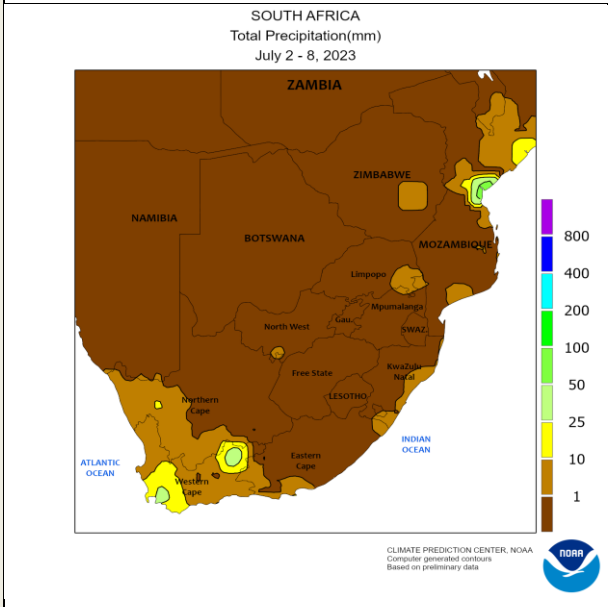 SOUTH AFRICA
Total Precipitation(mm)
July 2 - 8, 2023
ZAMBIA
ZIMBABWE
NAMIBIA
BOTSWANA
MOZAMBIQUE
Limpopo
Mpumalanga
North West
Gau.
SWAZ.
Free State
KwaZulu
Natal
LESOTHO
Northern
Cape
Eastern
Cape
Western
Cape
ATLANTIC
OCEAN
INDIAN
OCEAN
800
400
200
100
50
25
10
1
CLIMATE PREDICTION CENTER, NOAA
Computer generated contours
Based on preliminary data
NOAA